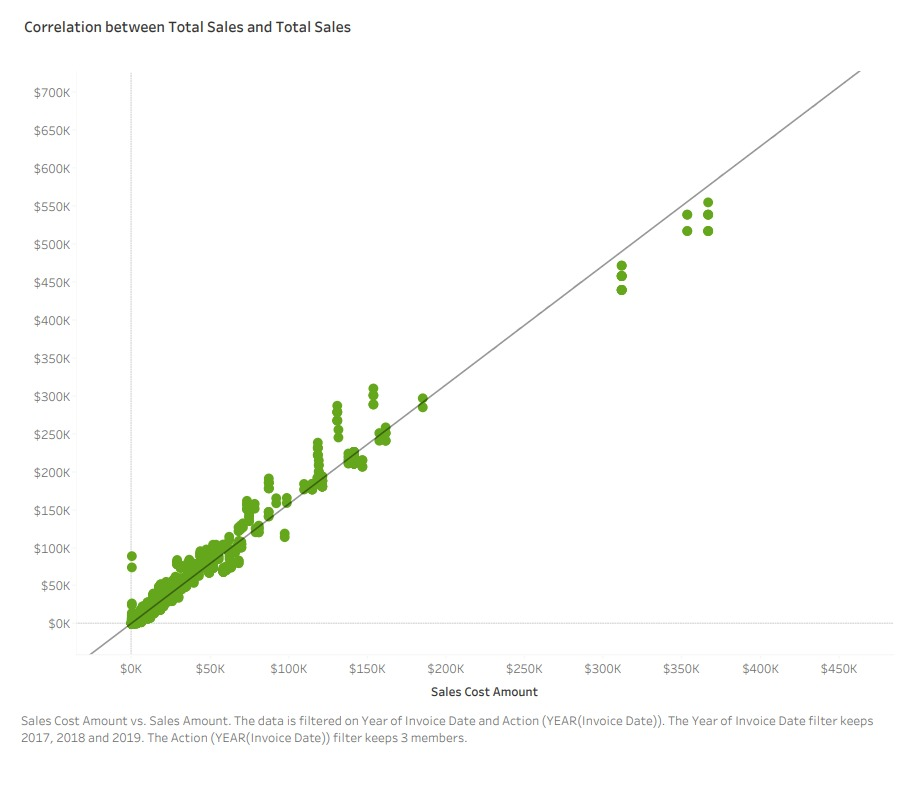 Correlation between Total Sales and Total Sales
$700K
$650K
$600K
$550K
$500K
$450K
$400K
$350K
$300K
$250K
$200K
$150K
$100K
$50K
$0K
$0K $50K $100K $150K $200K $250K $300K $350K $400K $450K
Sales Cost Amount
Sales Cost Amount vs. Sales Amount. The data is filtered on Year of Invoice Date and Action (YEAR(Invoice Date)). The Year of Invoice Date filter keeps
2017, 2018 and 2019. The Action (YEAR(Invoice Date)) filter keeps 3 members.